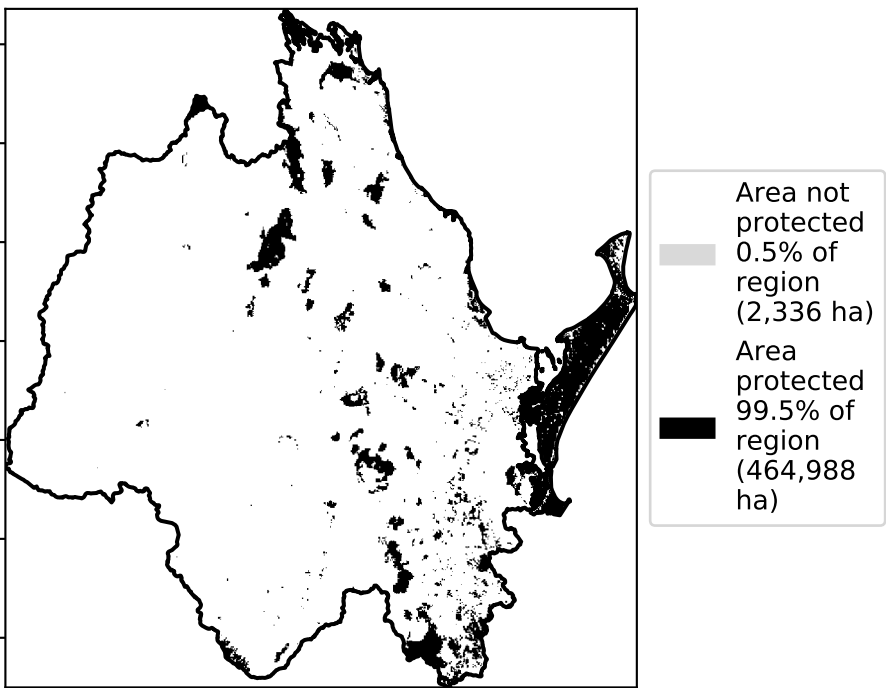 Area not
protected
0.5% of
region
(2,336 ha)
Area
protected
99.5% of
region
(464,988
ha)